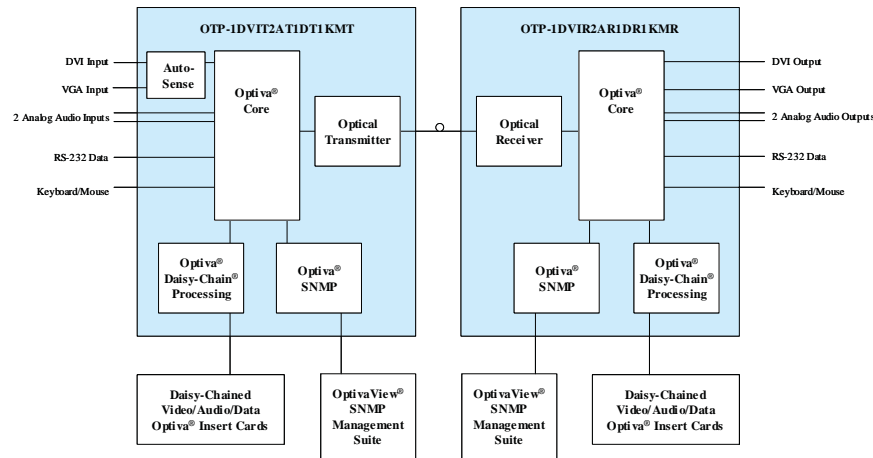 OTP-1DVIT2AT1DT1KMT
OTP-1DVIR2AR1DR1KMR
DVI Input
VGA Input
2 Analog Audio Inputs
RS-232 Data
Keyboard/Mouse
Auto-
Sense
Optiva®
Core
Optical
Transmitter
Optical
Receiver
Optiva®
Core
DVI Output
VGA Output
2 Analog Audio Outputs
RS-232 Data
Keyboard/Mouse
Optiva®
Daisy-Chain®
Processing
Optiva®
SNMP
Optiva®
SNMP
Optiva®
Daisy-Chain®
Processing
Daisy-Chained
Video/Audio/Data
Optiva® Insert Cards
OptivaView®
SNMP
Management
Suite
OptivaView®
SNMP
Management
Suite
Daisy-Chained
Video/Audio/Data
Optiva® Insert Cards